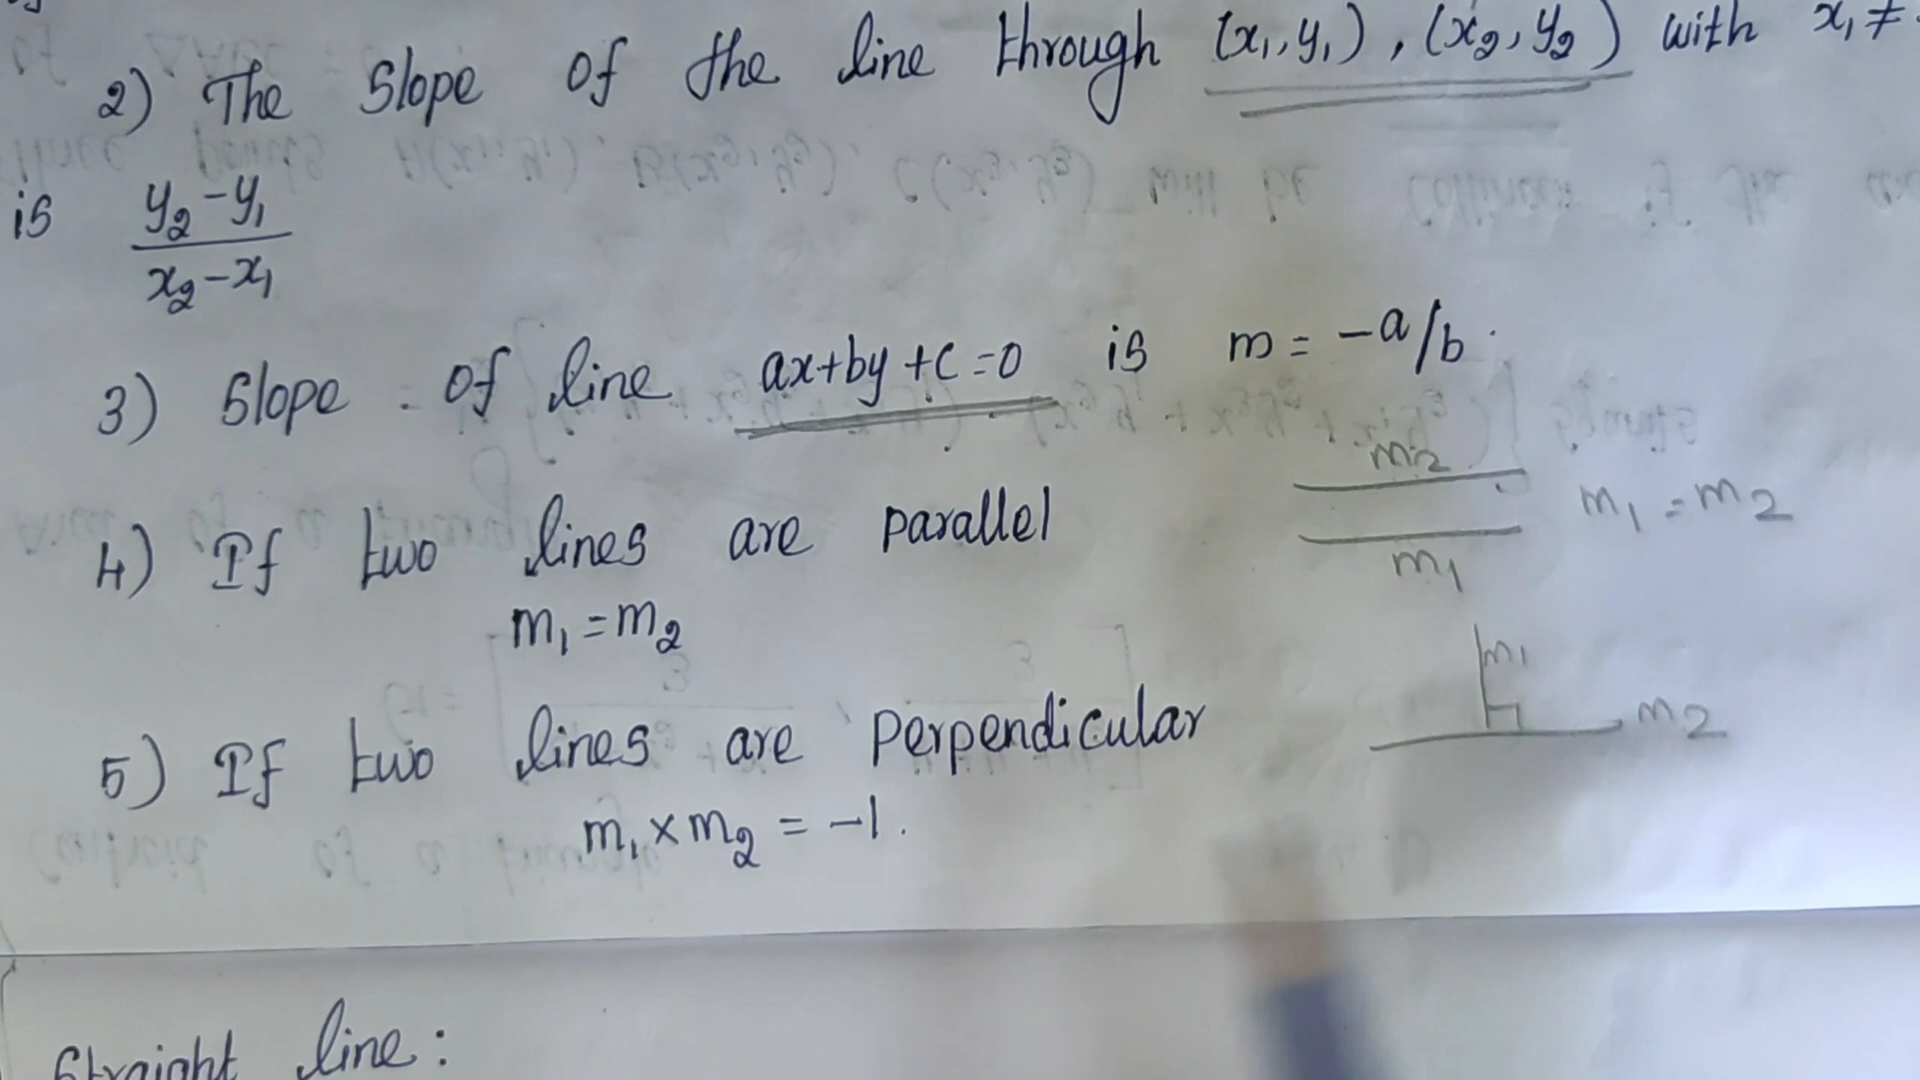 2) The Slope of the line through (x₁,y₁), (x₂,y₂) with x₁≠
is y₂-y₁/x₂-x₁
3) Slope of line ax+by+c=0 is m = -a/b.
4) If two lines are parallel
m₁=m₂
m₂
m₁
m₁=m₂
5) If two lines are perpendicular
m₁×m₂ = -1.
m₁
m₂
Straight line: